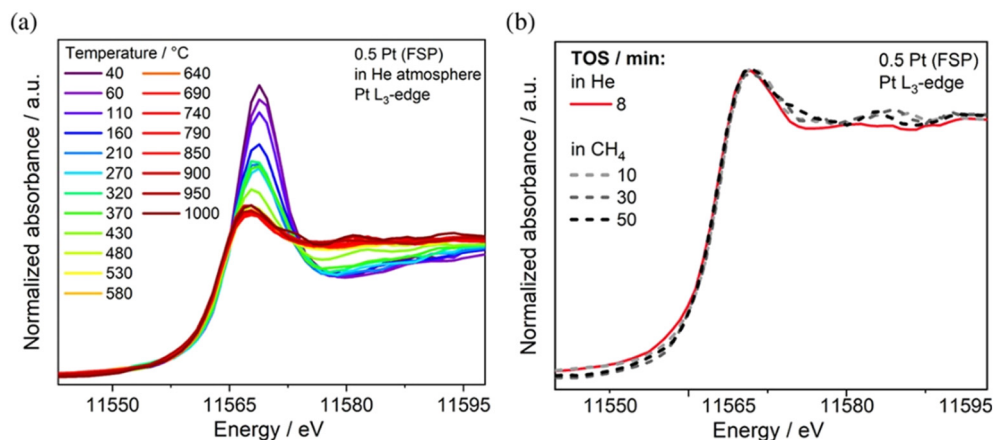 (a)
Normalized absorbance / a.u.
Temperature / °C
40 640
60 690
110 740
160 790
210 850
270 900
320 950
370 1000
430
480
530
580
0.5 Pt (FSP)
in He atmosphere
Pt L₃-edge
11550 11565 11580 11595
Energy / eV
(b)
Normalized absorbance / a.u.
TOS / min:
in He
8
in CH₄
10
30
50
0.5 Pt (FSP)
Pt L₃-edge
11550 11565 11580 11595
Energy / eV